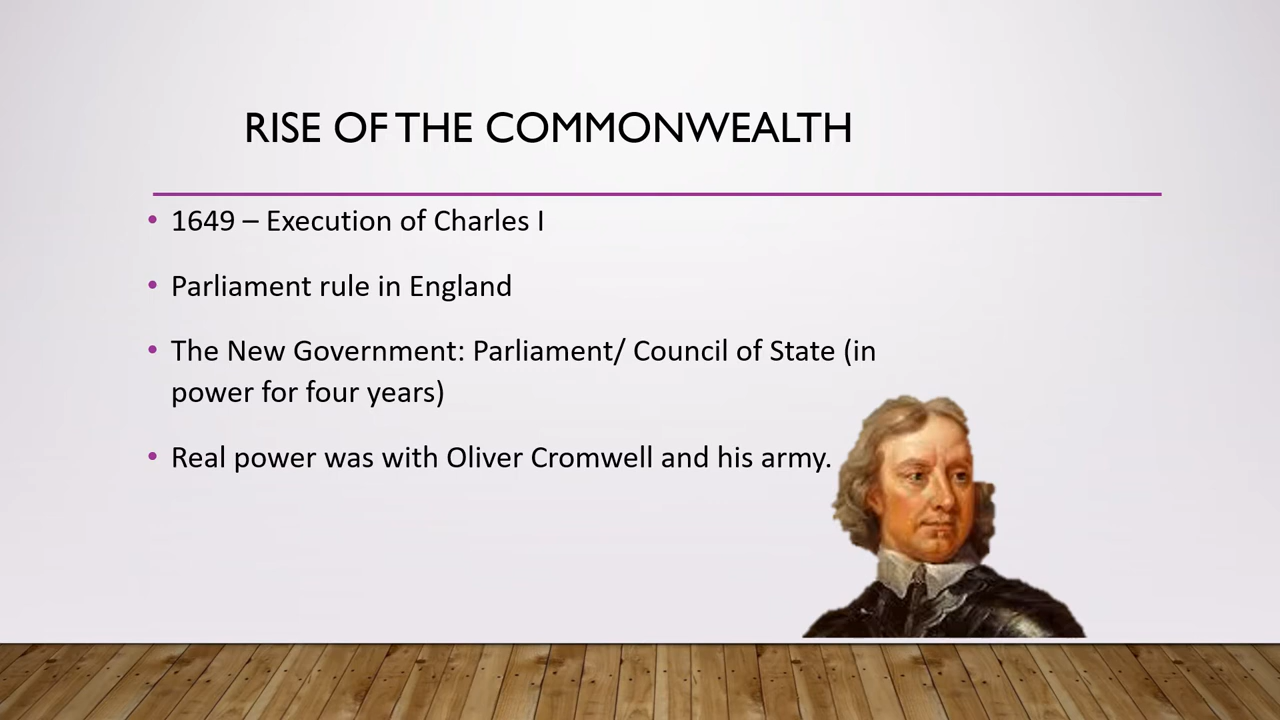 RISE OF THE COMMONWEALTH
• 1649 – Execution of Charles I
• Parliament rule in England
• The New Government: Parliament/ Council of State (in
power for four years)
• Real power was with Oliver Cromwell and his army.